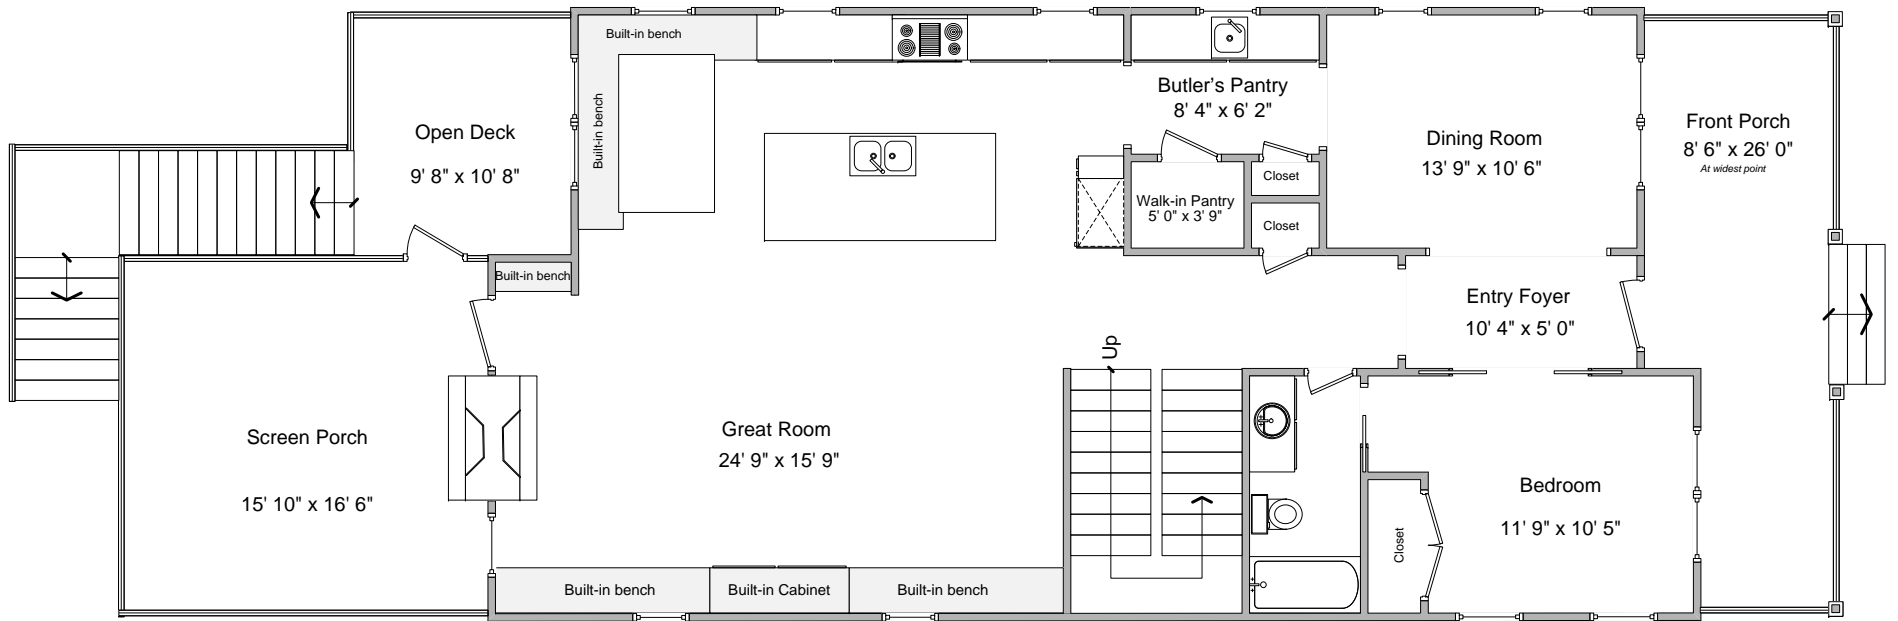 Built-in bench
Built-in bench
Open Deck
9' 8" x 10' 8"
Butler's Pantry
8' 4" x 6' 2"
Dining Room
13' 9" x 10' 6"
Front Porch
8' 6" x 26' 0"
At widest point
Walk-in Pantry
5' 0" x 3' 9"
Closet
Closet
Built-in bench
Entry Foyer
10' 4" x 5' 0"
Up
Screen Porch
15' 10" x 16' 6"
Great Room
24' 9" x 15' 9"
Bedroom
11' 9" x 10' 5"
Closet
Built-in bench
Built-in Cabinet
Built-in bench